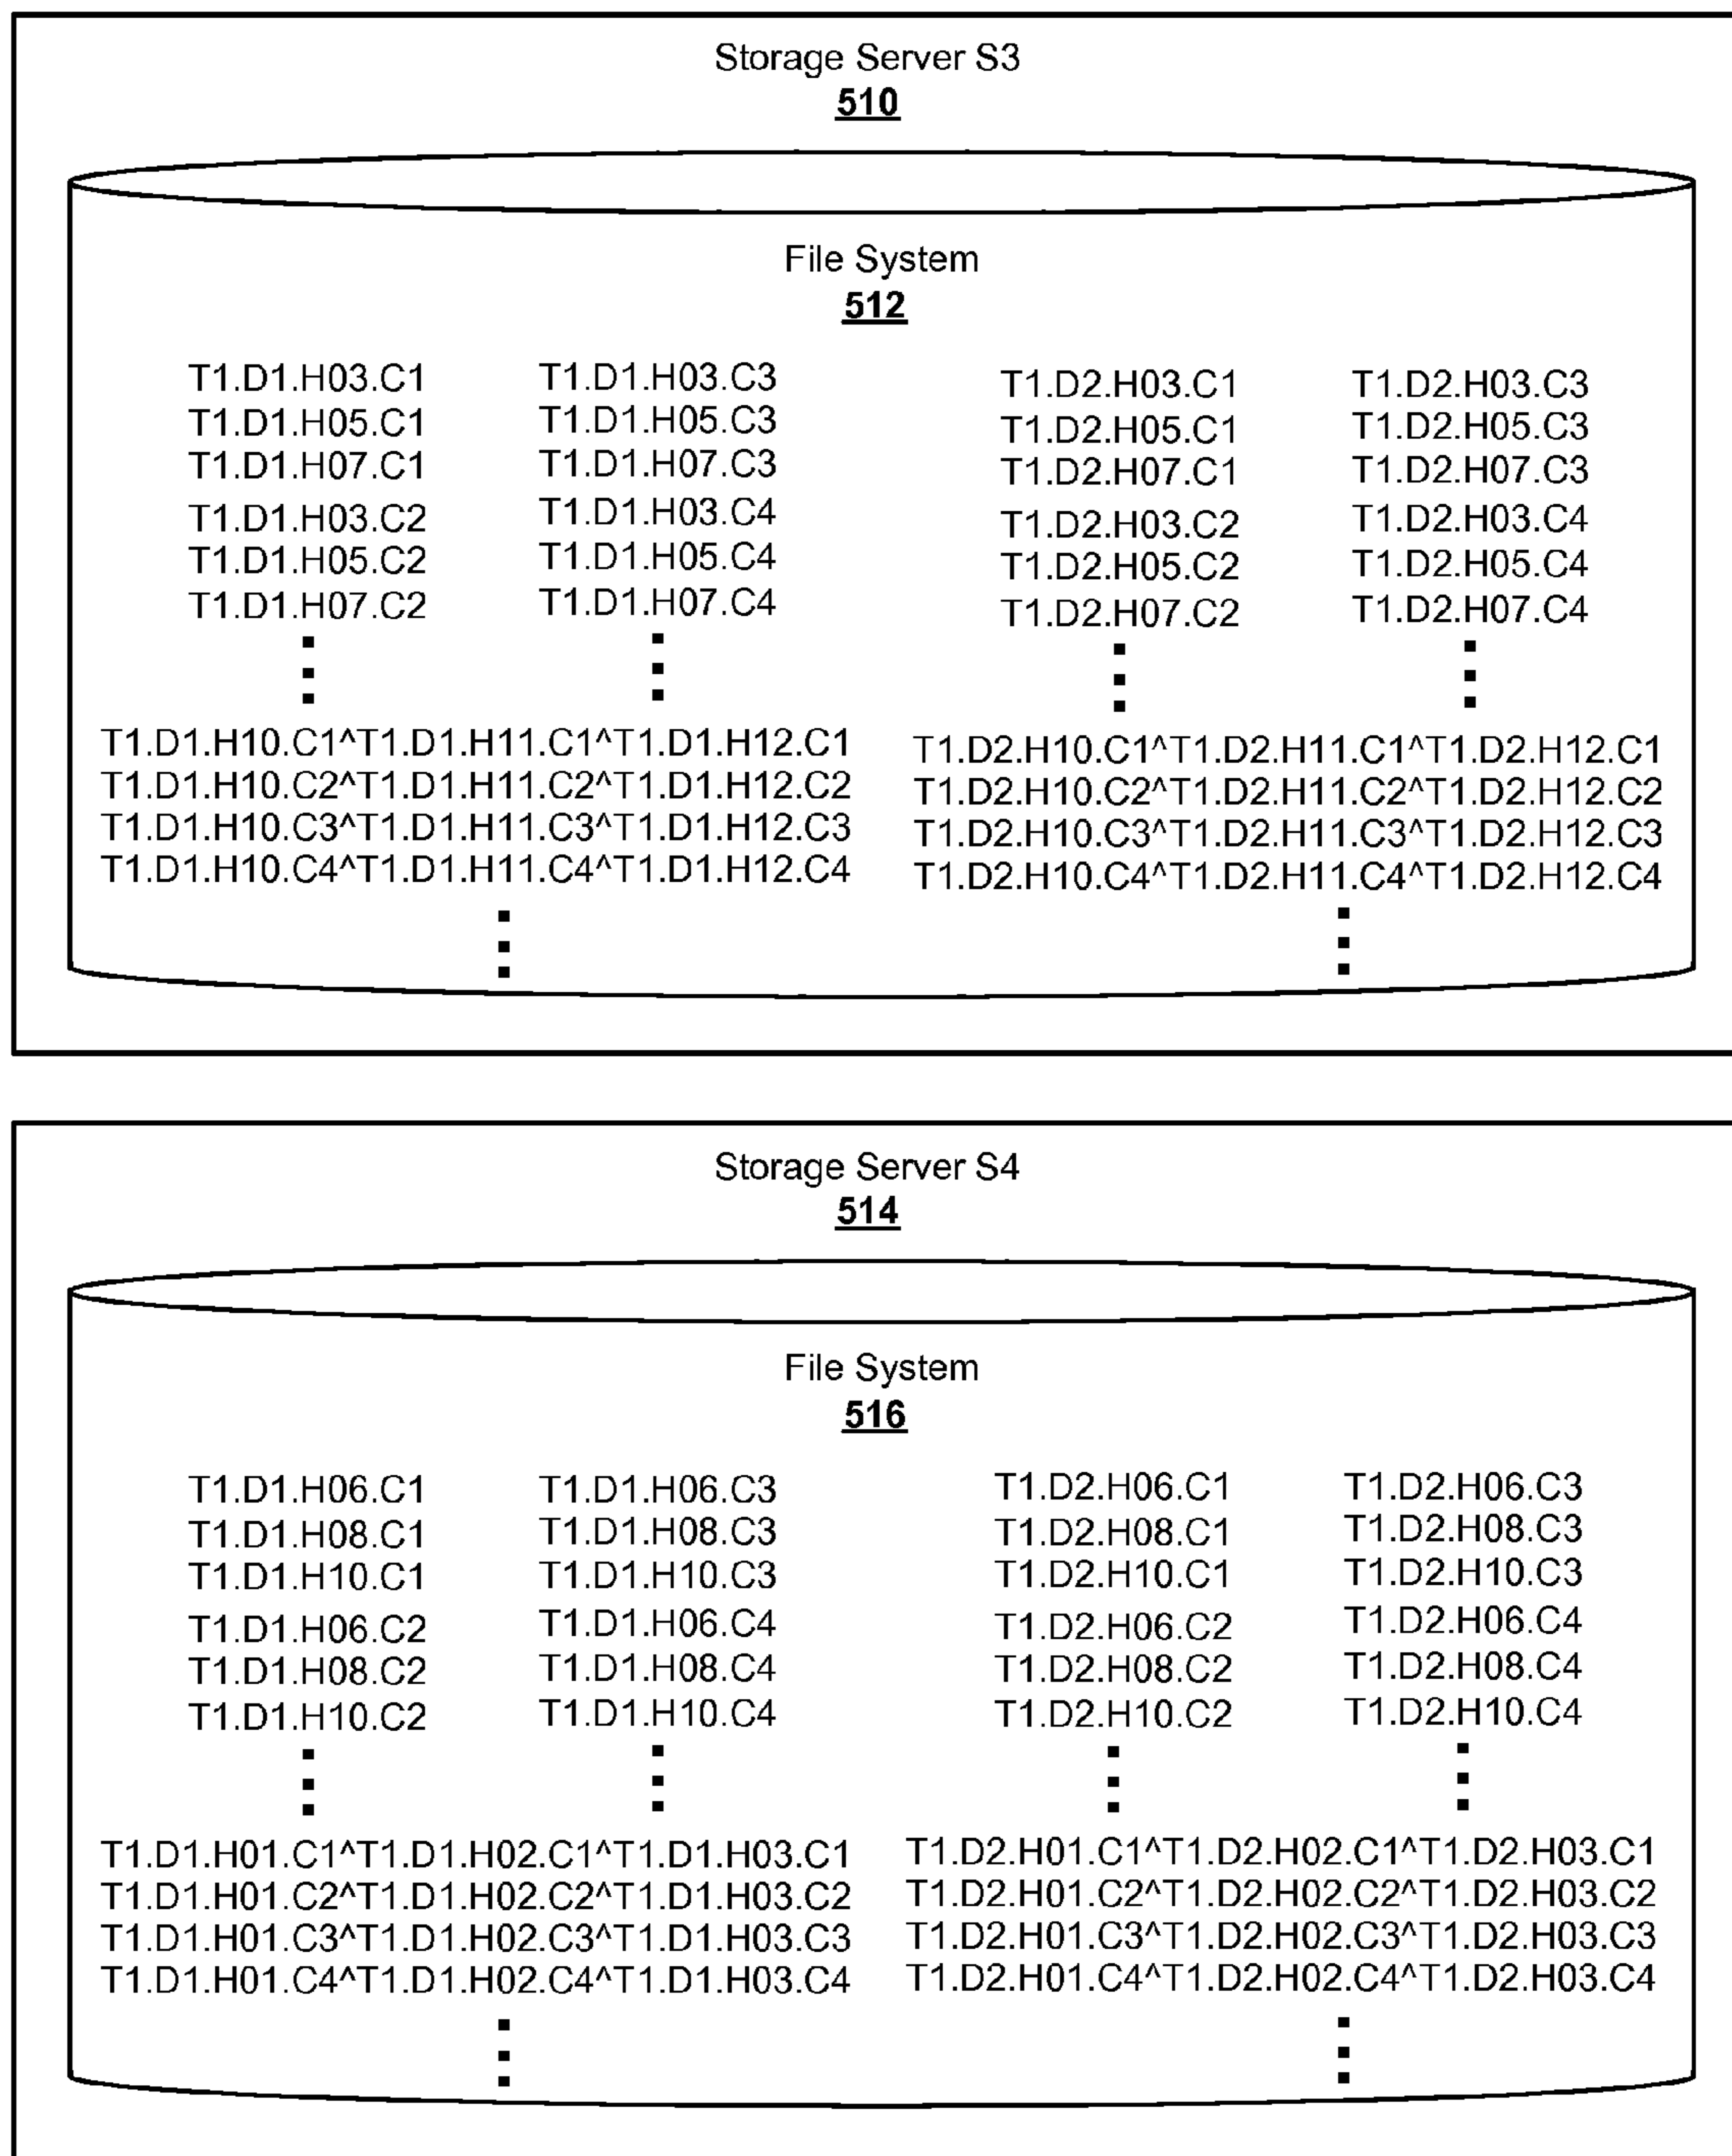 Storage Server S3
510
File System
512
T1.D1.H03.C1 T1.D1.H03.C3 T1.D2.H03.C1 T1.D2.H03.C3
T1.D1.H05.C1 T1.D1.H05.C3 T1.D2.H05.C1 T1.D2.H05.C3
T1.D1.H07.C1 T1.D1.H07.C3 T1.D2.H07.C1 T1.D2.H07.C3
T1.D1.H03.C2 T1.D1.H03.C4 T1.D2.H03.C2 T1.D2.H03.C4
T1.D1.H05.C2 T1.D1.H05.C4 T1.D2.H05.C2 T1.D2.H05.C4
T1.D1.H07.C2 T1.D1.H07.C4 T1.D2.H07.C2 T1.D2.H07.C4
T1.D1.H10.C1^T1.D1.H11.C1^T1.D1.H12.C1 T1.D2.H10.C1^T1.D2.H11.C1^T1.D2.H12.C1
T1.D1.H10.C2^T1.D1.H11.C2^T1.D1.H12.C2 T1.D2.H10.C2^T1.D2.H11.C2^T1.D2.H12.C2
T1.D1.H10.C3^T1.D1.H11.C3^T1.D1.H12.C3 T1.D2.H10.C3^T1.D2.H11.C3^T1.D2.H12.C3
T1.D1.H10.C4^T1.D1.H11.C4^T1.D1.H12.C4 T1.D2.H10.C4^T1.D2.H11.C4^T1.D2.H12.C4
Storage Server S4
514
File System
516
T1.D1.H06.C1 T1.D1.H06.C3 T1.D2.H06.C1 T1.D2.H06.C3
T1.D1.H08.C1 T1.D1.H08.C3 T1.D2.H08.C1 T1.D2.H08.C3
T1.D1.H10.C1 T1.D1.H10.C3 T1.D2.H10.C1 T1.D2.H10.C3
T1.D1.H06.C2 T1.D1.H06.C4 T1.D2.H06.C2 T1.D2.H06.C4
T1.D1.H08.C2 T1.D1.H08.C4 T1.D2.H08.C2 T1.D2.H08.C4
T1.D1.H10.C2 T1.D1.H10.C4 T1.D2.H10.C2 T1.D2.H10.C4
T1.D1.H01.C1^T1.D1.H02.C1^T1.D1.H03.C1 T1.D2.H01.C1^T1.D2.H02.C1^T1.D2.H03.C1
T1.D1.H01.C2^T1.D1.H02.C2^T1.D1.H03.C2 T1.D2.H01.C2^T1.D2.H02.C2^T1.D2.H03.C2
T1.D1.H01.C3^T1.D1.H02.C3^T1.D1.H03.C3 T1.D2.H01.C3^T1.D2.H02.C3^T1.D2.H03.C3
T1.D1.H01.C4^T1.D1.H02.C4^T1.D1.H03.C4 T1.D2.H01.C4^T1.D2.H02.C4^T1.D2.H03.C4